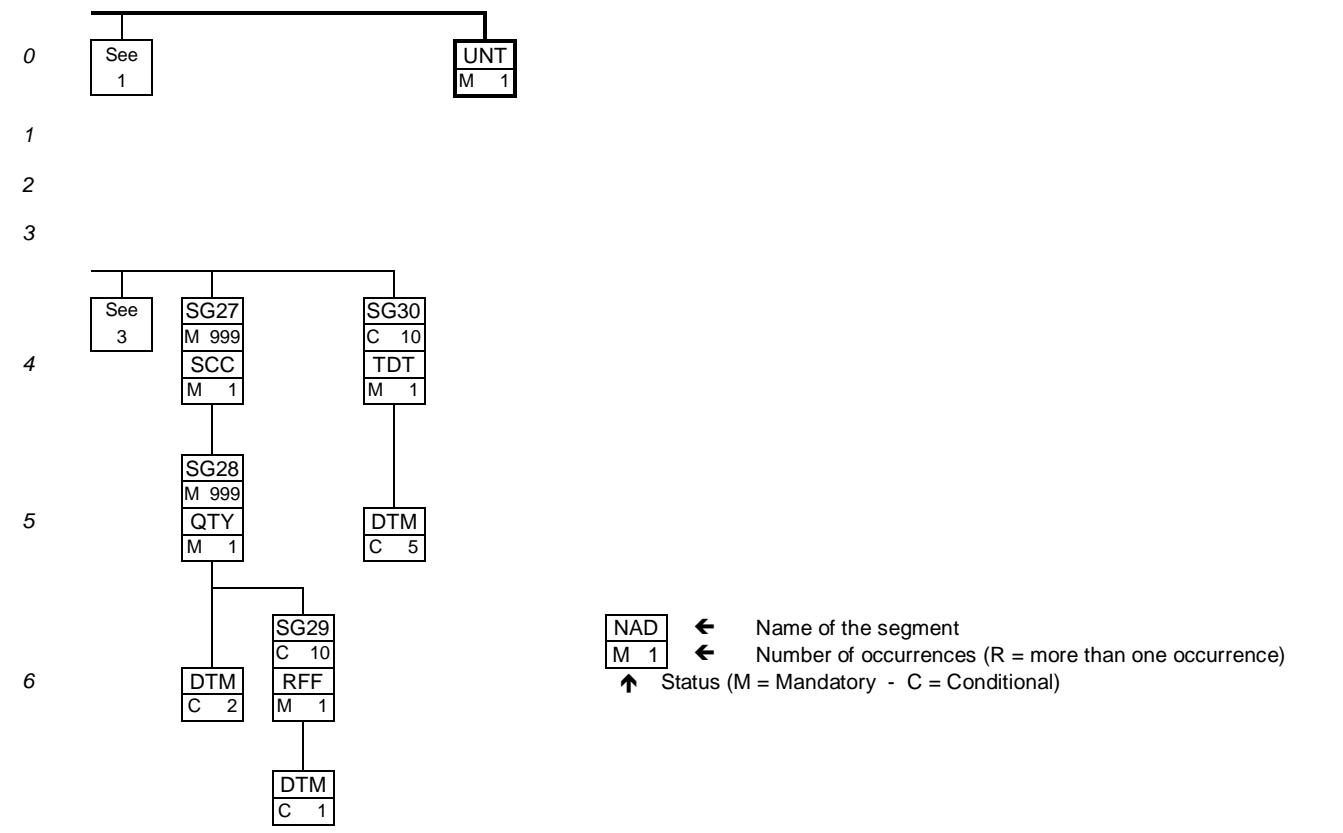 0
See
1
UNT
M 1
1
2
3
See
3
SG27
M 999
SCC
M 1
SG30
C 10
TDT
M 1
4
SG28
M 999
QTY
M 1
DTM
C 5
5
SG29
C 10
RFF
M 1
DTM
C 2
6
DTM
C 1
NAD ← Name of the segment
M 1 ← Number of occurrences (R = more than one occurrence)
↑ Status (M = Mandatory - C = Conditional)